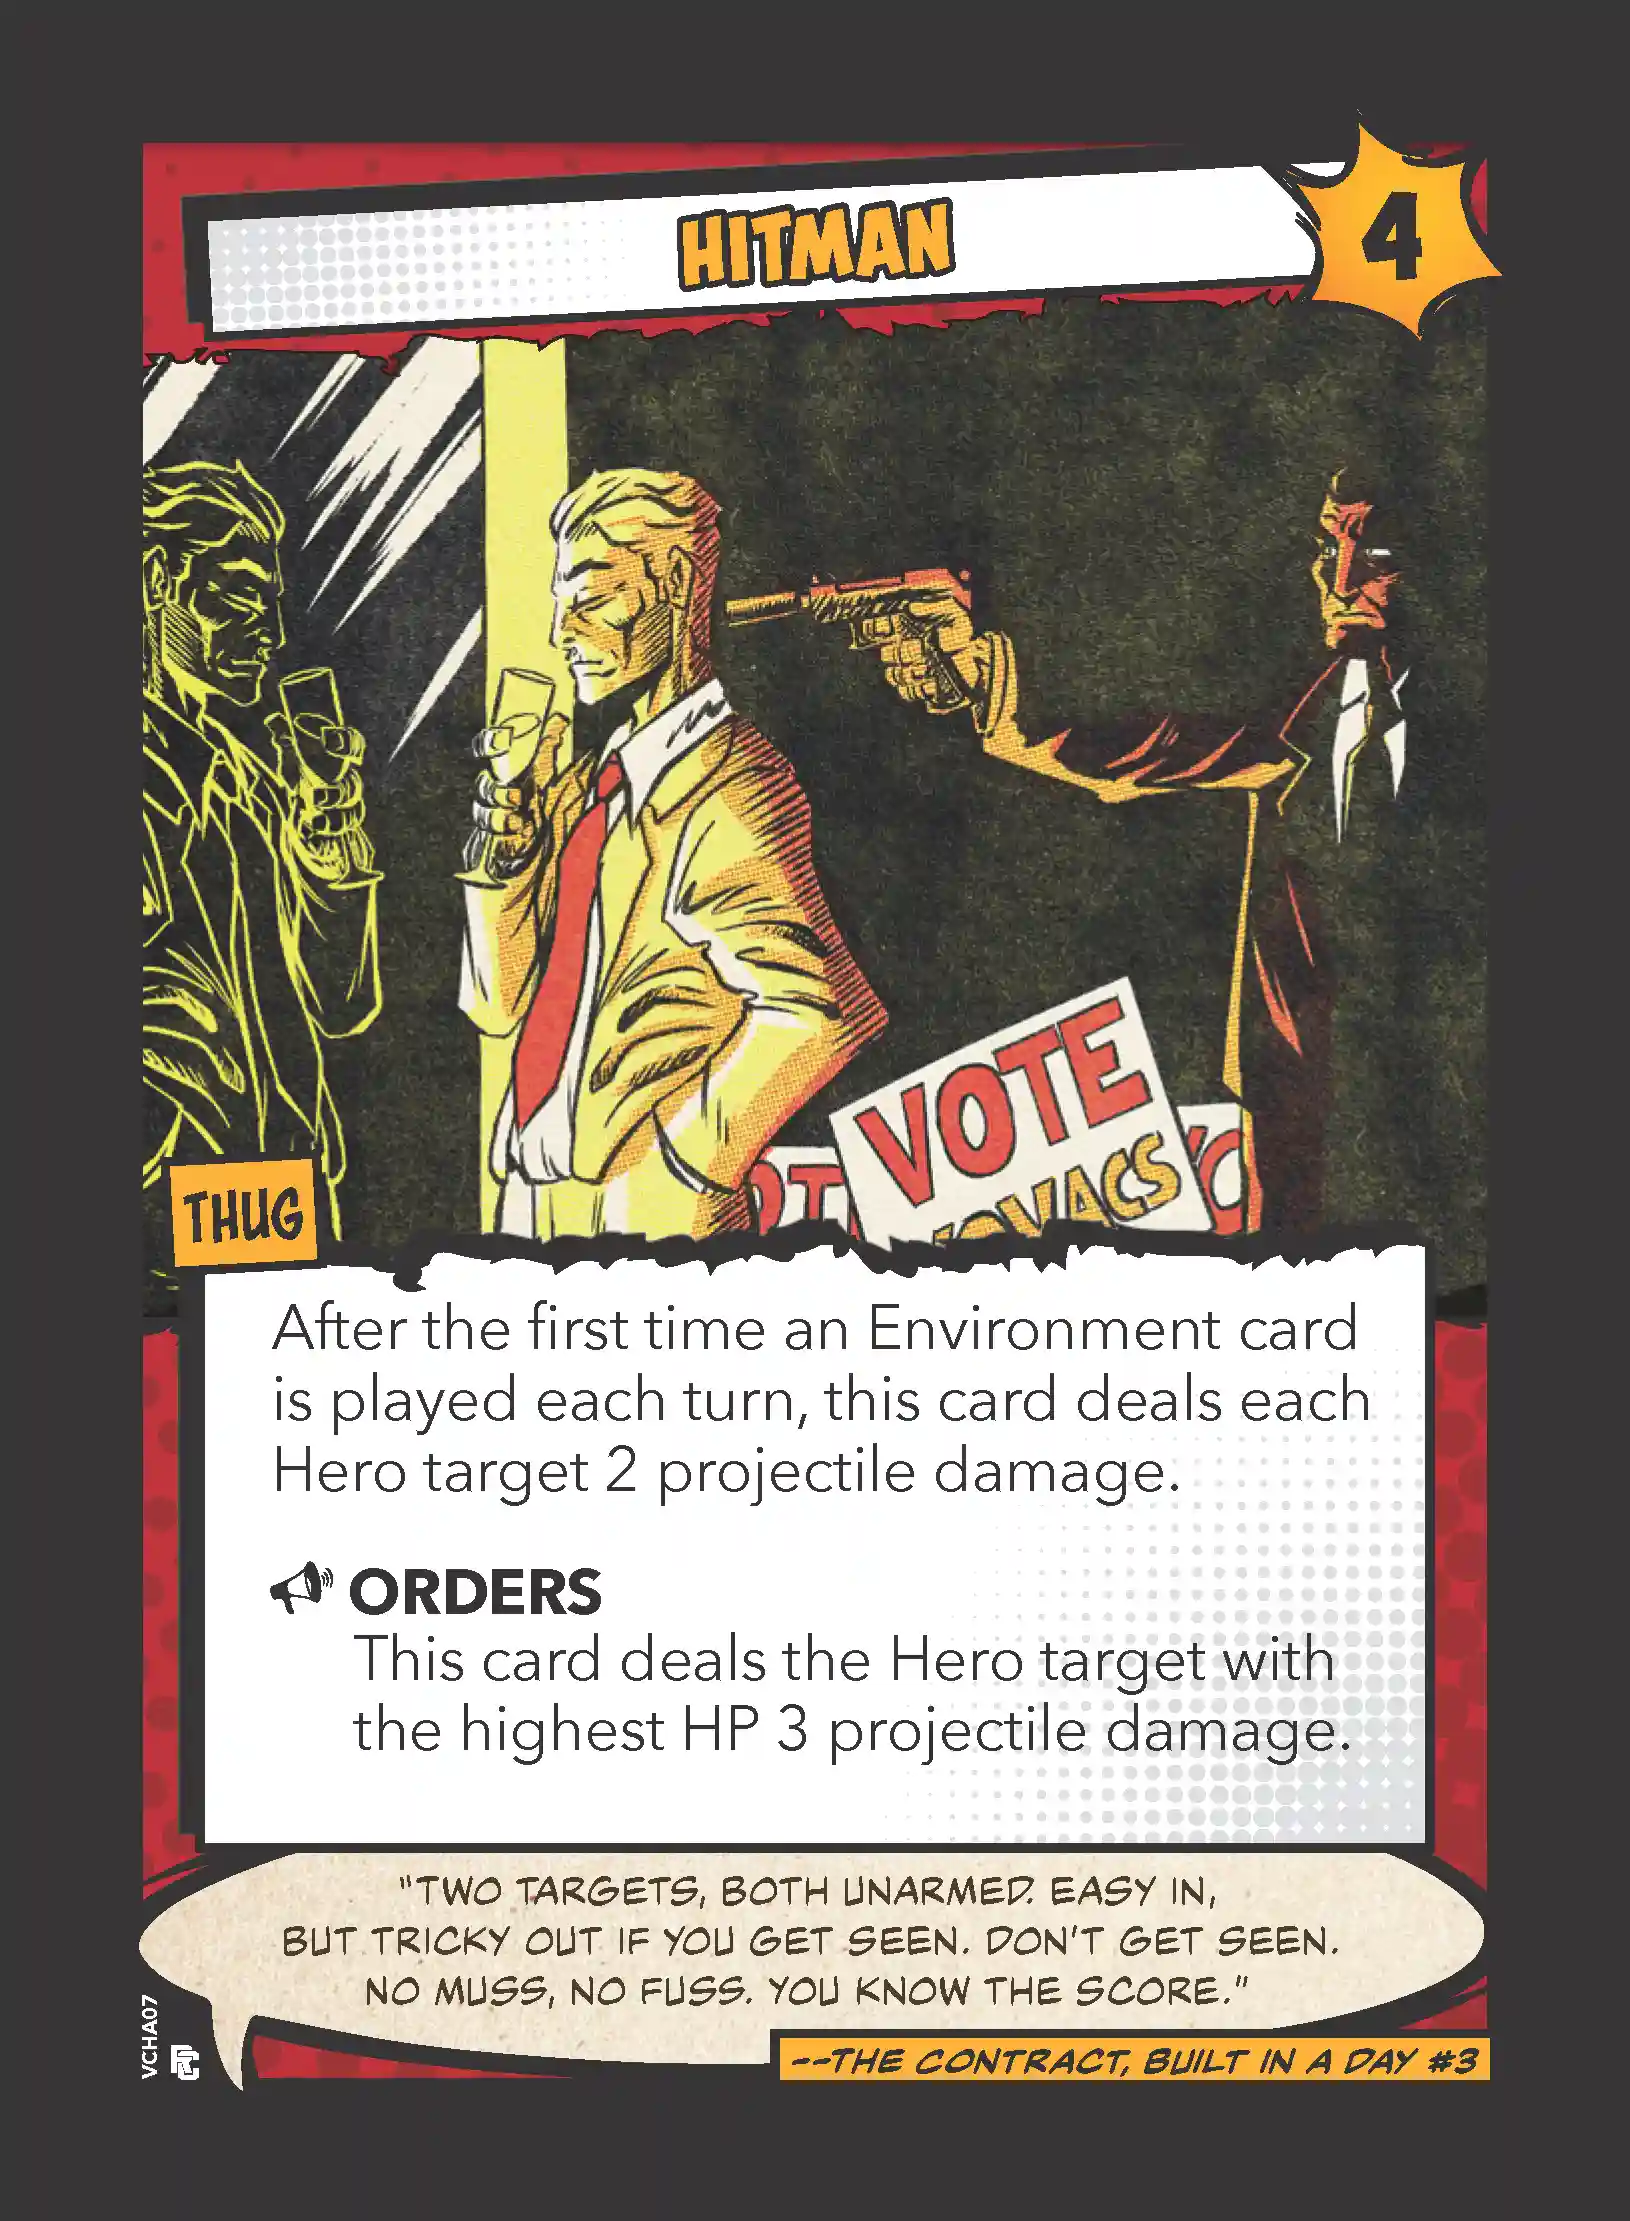 HITMAN
4
VOTE
KOVACS
THUG
After the first time an Environment card
is played each turn, this card deals each
Hero target 2 projectile damage.
ORDERS
This card deals the Hero target with
the highest HP 3 projectile damage.
"TWO TARGETS, BOTH UNARMED. EASY IN,
BUT TRICKY OUT IF YOU GET SEEN. DON'T GET SEEN.
NO MUSS, NO FUSS. YOU KNOW THE SCORE."
--THE CONTRACT, BUILT IN A DAY #3
VCHA07